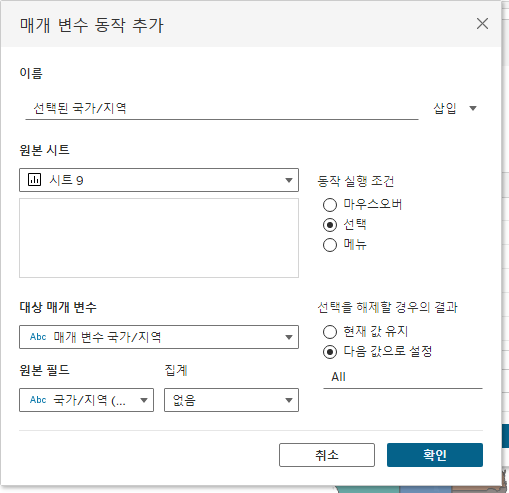 매개 변수 동작 추가
이름
선택된 국가/지역
삽입
원본 시트
시트 9
동작 실행 조건
마우스오버
선택
메뉴
대상 매개 변수
Abc 매개 변수 국가/지역
선택을 해제할 경우의 결과
현재 값 유지
다음 값으로 설정
All
원본 필드
집계
Abc 국가/지역 (...
없음
취소
확인